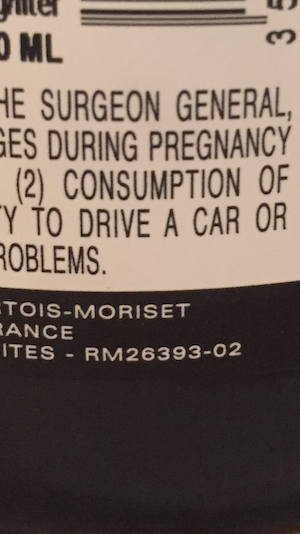 0 ML
HE SURGEON GENERAL,
GES DURING PREGNANCY
(2) CONSUMPTION OF
Y TO DRIVE A CAR OR
ROBLEMS.
TOIS-MORISET
RANCE
ITES - RM26393-02